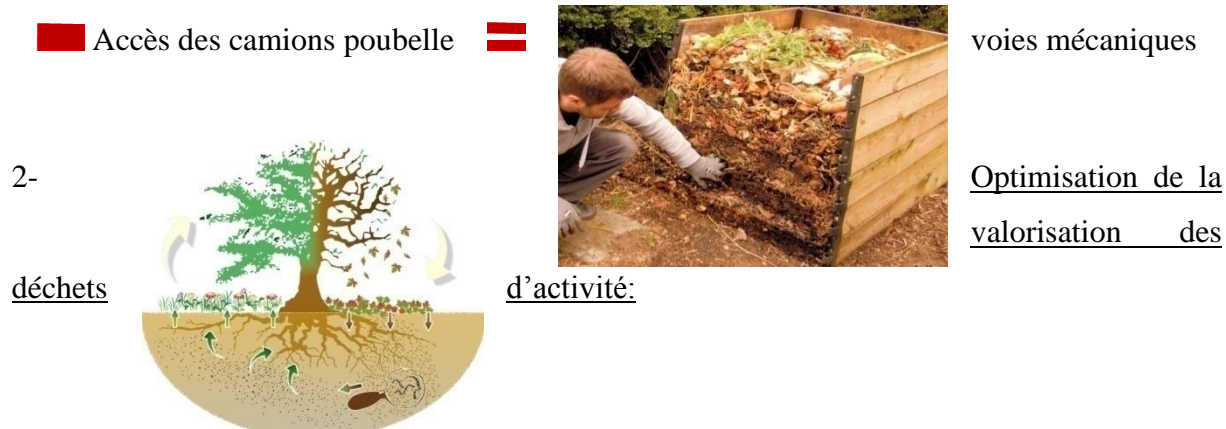 Accès des camions poubelle = voies mécaniques
2- Optimisation de la
valorisation des
déchets d’activité: